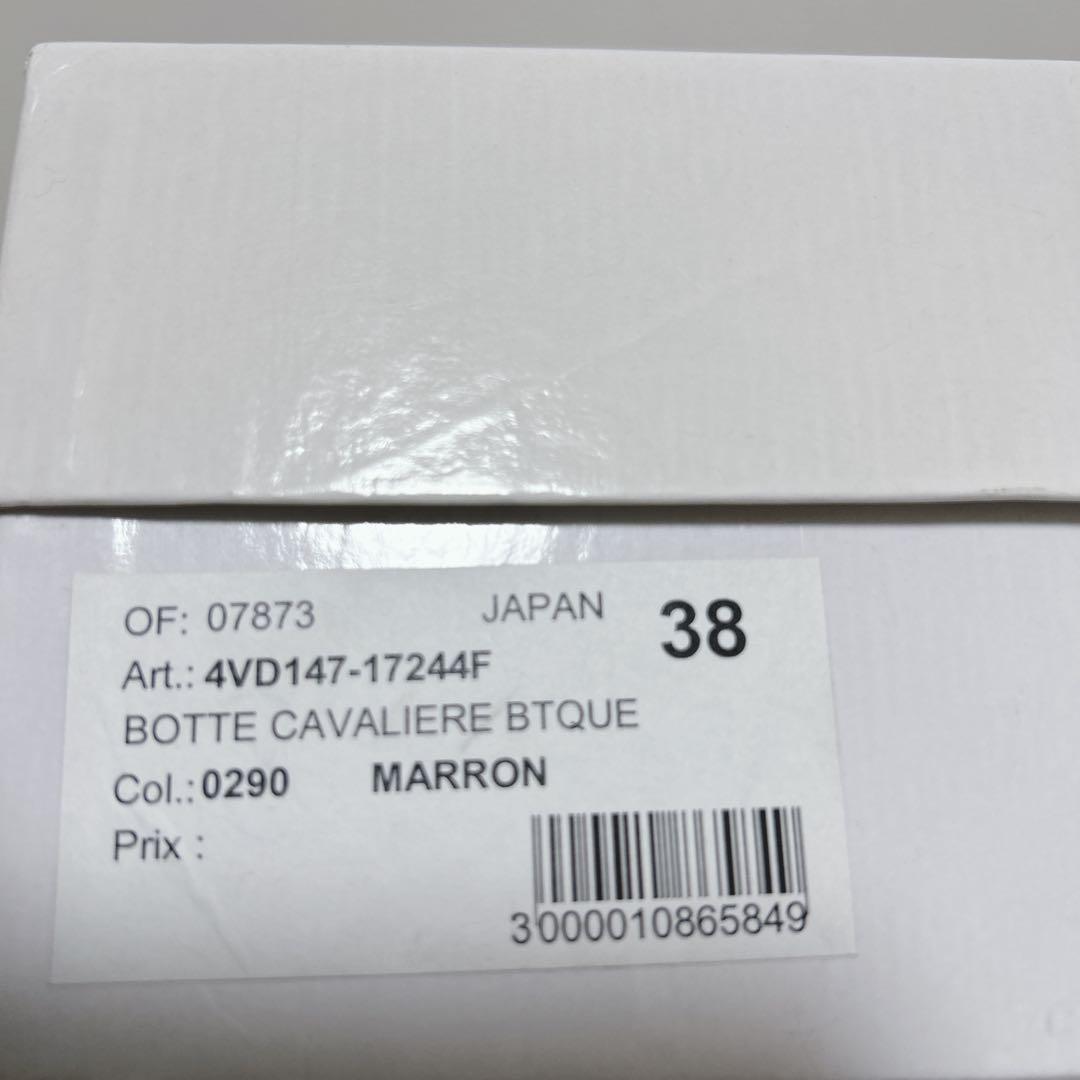 OF: 07873 JAPAN 38
Art.: 4VD147-17244F
BOTTE CAVALIERE BTQUE
Col.:0290 MARRON
Prix :
3000010865849